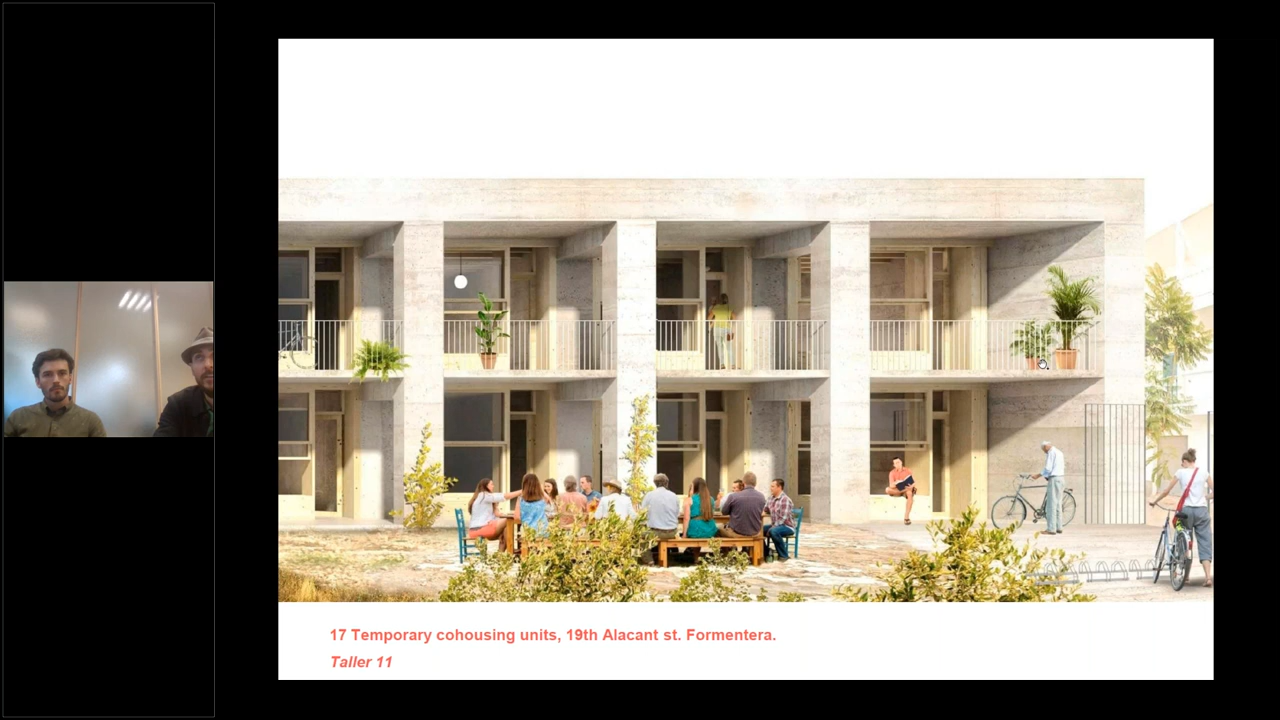 17 Temporary cohousing units, 19th Alacant st. Formentera.
Taller 11